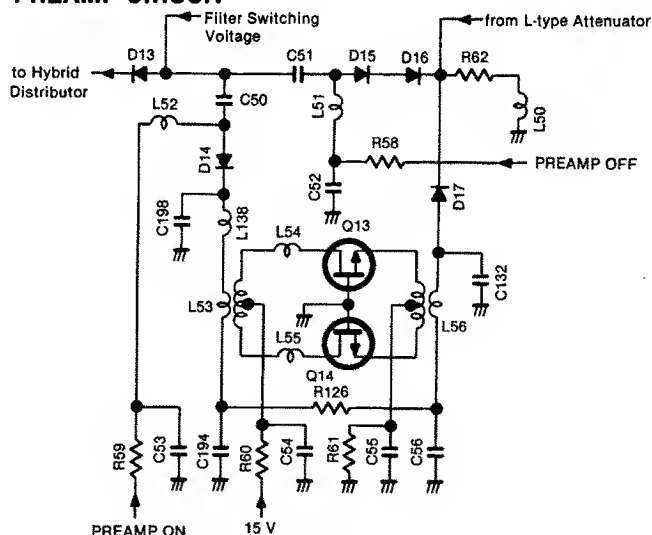 PREAMP CIRCUIT
Filter Switching
Voltage
from L-type Attenuator
D13
C51
D15
D16
R62
to Hybrid
Distributor
L52
C50
L51
L50
D14
R58
PREAMP OFF
C52
D17
C198
L138
L54
Q13
C132
L53
L56
L55
Q14
R126
R59
C53
C194
R60
C54
R61
C55
C56
PREAMP ON
15 V